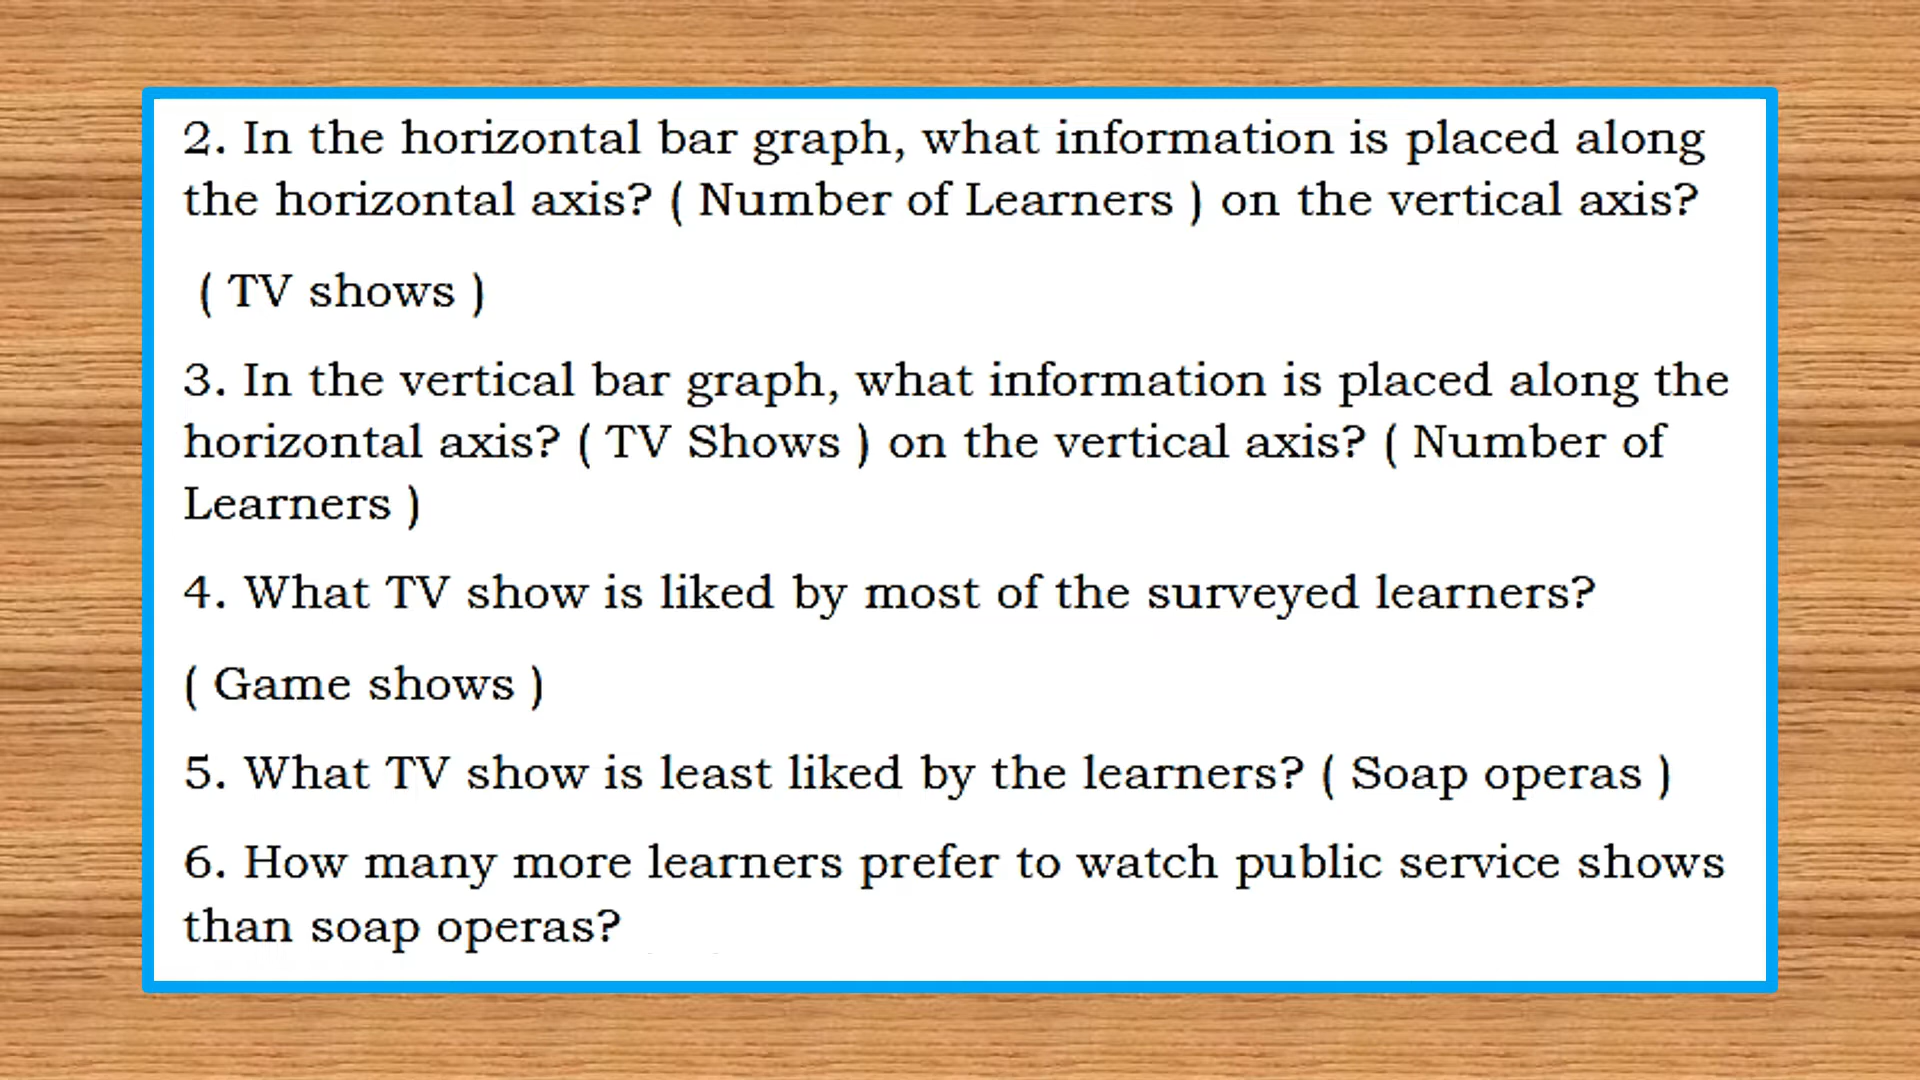 2. In the horizontal bar graph, what information is placed along
the horizontal axis? ( Number of Learners ) on the vertical axis?
( TV shows )
3. In the vertical bar graph, what information is placed along the
horizontal axis? ( TV Shows ) on the vertical axis? ( Number of
Learners )
4. What TV show is liked by most of the surveyed learners?
( Game shows )
5. What TV show is least liked by the learners? ( Soap operas )
6. How many more learners prefer to watch public service shows
than soap operas?